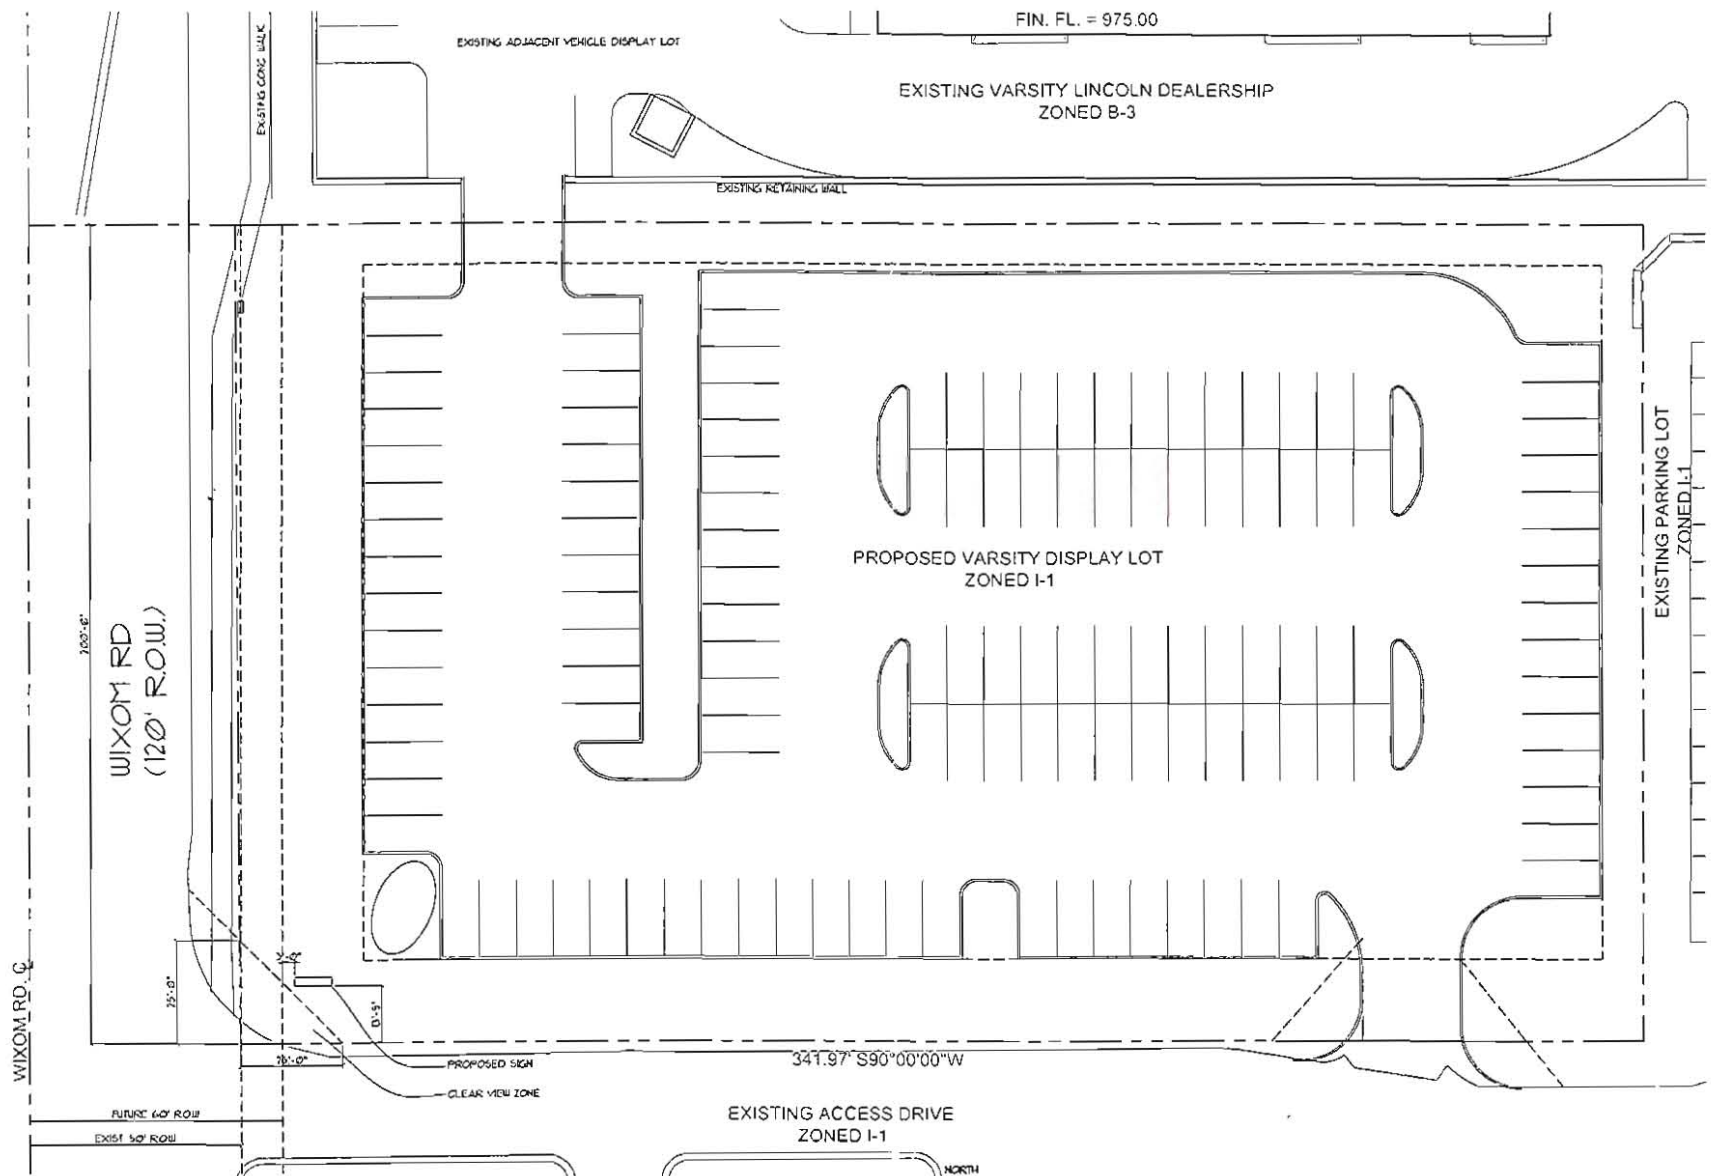 FIN. FL. = 975.00
EXISTING ADJACENT VEHICLE DISPLAY LOT
EXISTING CONC WALK
EXISTING VARSITY LINCOLN DEALERSHIP
ZONED B-3
EXISTING RETAINING WALL
PROPOSED VARSITY DISPLAY LOT
ZONED I-1
EXISTING PARKING LOT
ZONED I-1
200'-0"
WIXOM RD
(120' R.O.W.)
WIXOM RD. ℄
25'-0"
PROPOSED SIGN
341.97' S90°00'00"W
CLEAR VIEW ZONE
FUTURE 60' ROW
EXIST 50' ROW
EXISTING ACCESS DRIVE
ZONED I-1
NORTH